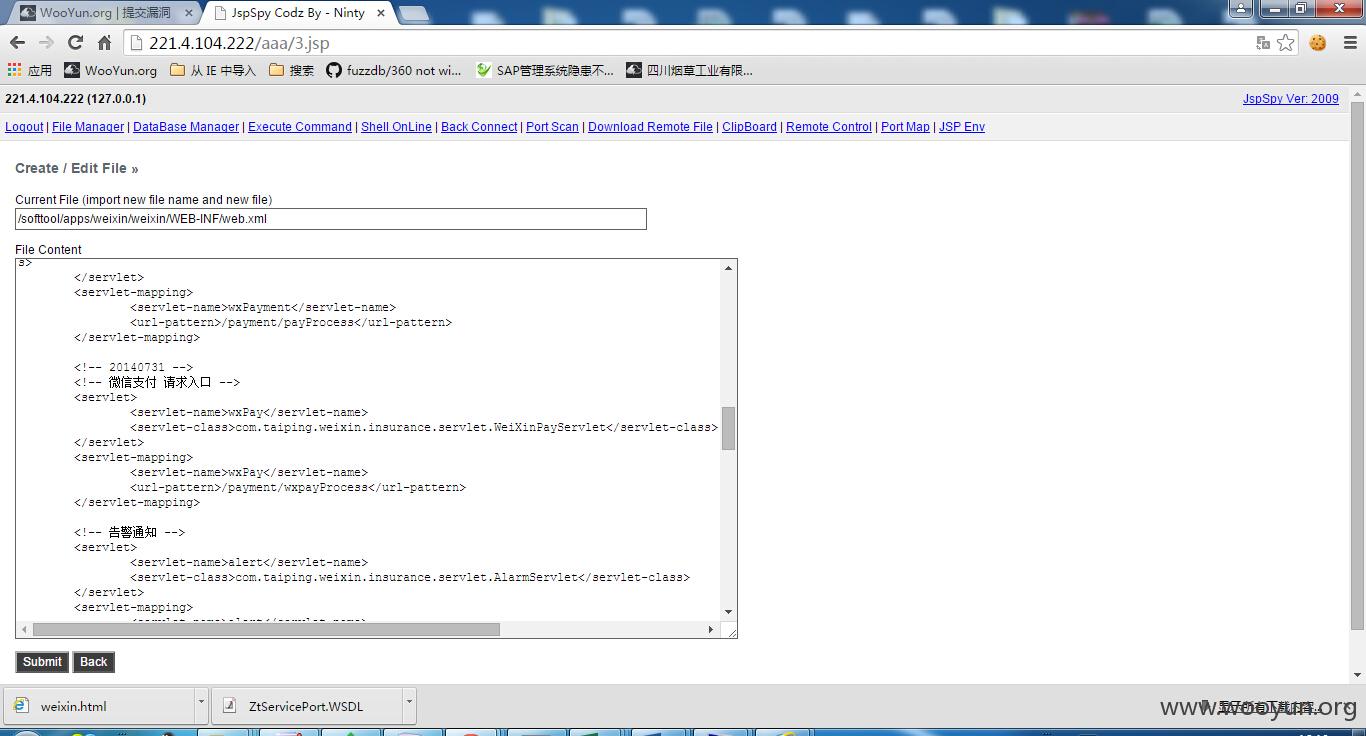 WooYun.org | 提交漏洞
JspSpy Codz By - Ninty
221.4.104.222/aaa/3.jsp
应用 WooYun.org 从 IE 中导入 搜索 fuzzdb/360 not wi... SAP管理系统隐患不... 四川烟草工业有限...
221.4.104.222 (127.0.0.1) JspSpy Ver: 2009
Logout | File Manager | DataBase Manager | Execute Command | Shell OnLine | Back Connect | Port Scan | Download Remote File | ClipBoard | Remote Control | Port Map | JSP Env
Create / Edit File »
Current File (import new file name and new file)
/softtool/apps/weixin/weixin/WEB-INF/web.xml
File Content
s>
</servlet>
<servlet-mapping>
<servlet-name>wxPayment</servlet-name>
<url-pattern>/payment/payProcess</url-pattern>
</servlet-mapping>
<!-- 20140731 -->
<!-- 微信支付 请求入口 -->
<servlet>
<servlet-name>wxPay</servlet-name>
<servlet-class>com.taiping.weixin.insurance.servlet.WeiXinPayServlet</servlet-class>
</servlet>
<servlet-mapping>
<servlet-name>wxPay</servlet-name>
<url-pattern>/payment/wxpayProcess</url-pattern>
</servlet-mapping>
<!-- 告警通知 -->
<servlet>
<servlet-name>alert</servlet-name>
<servlet-class>com.taiping.weixin.insurance.servlet.AlarmServlet</servlet-class>
</servlet>
<servlet-mapping>
<servlet-name>alert</servlet-name>
Submit Back
weixin.html ZtServicePort.WSDL
www.wooyun.org